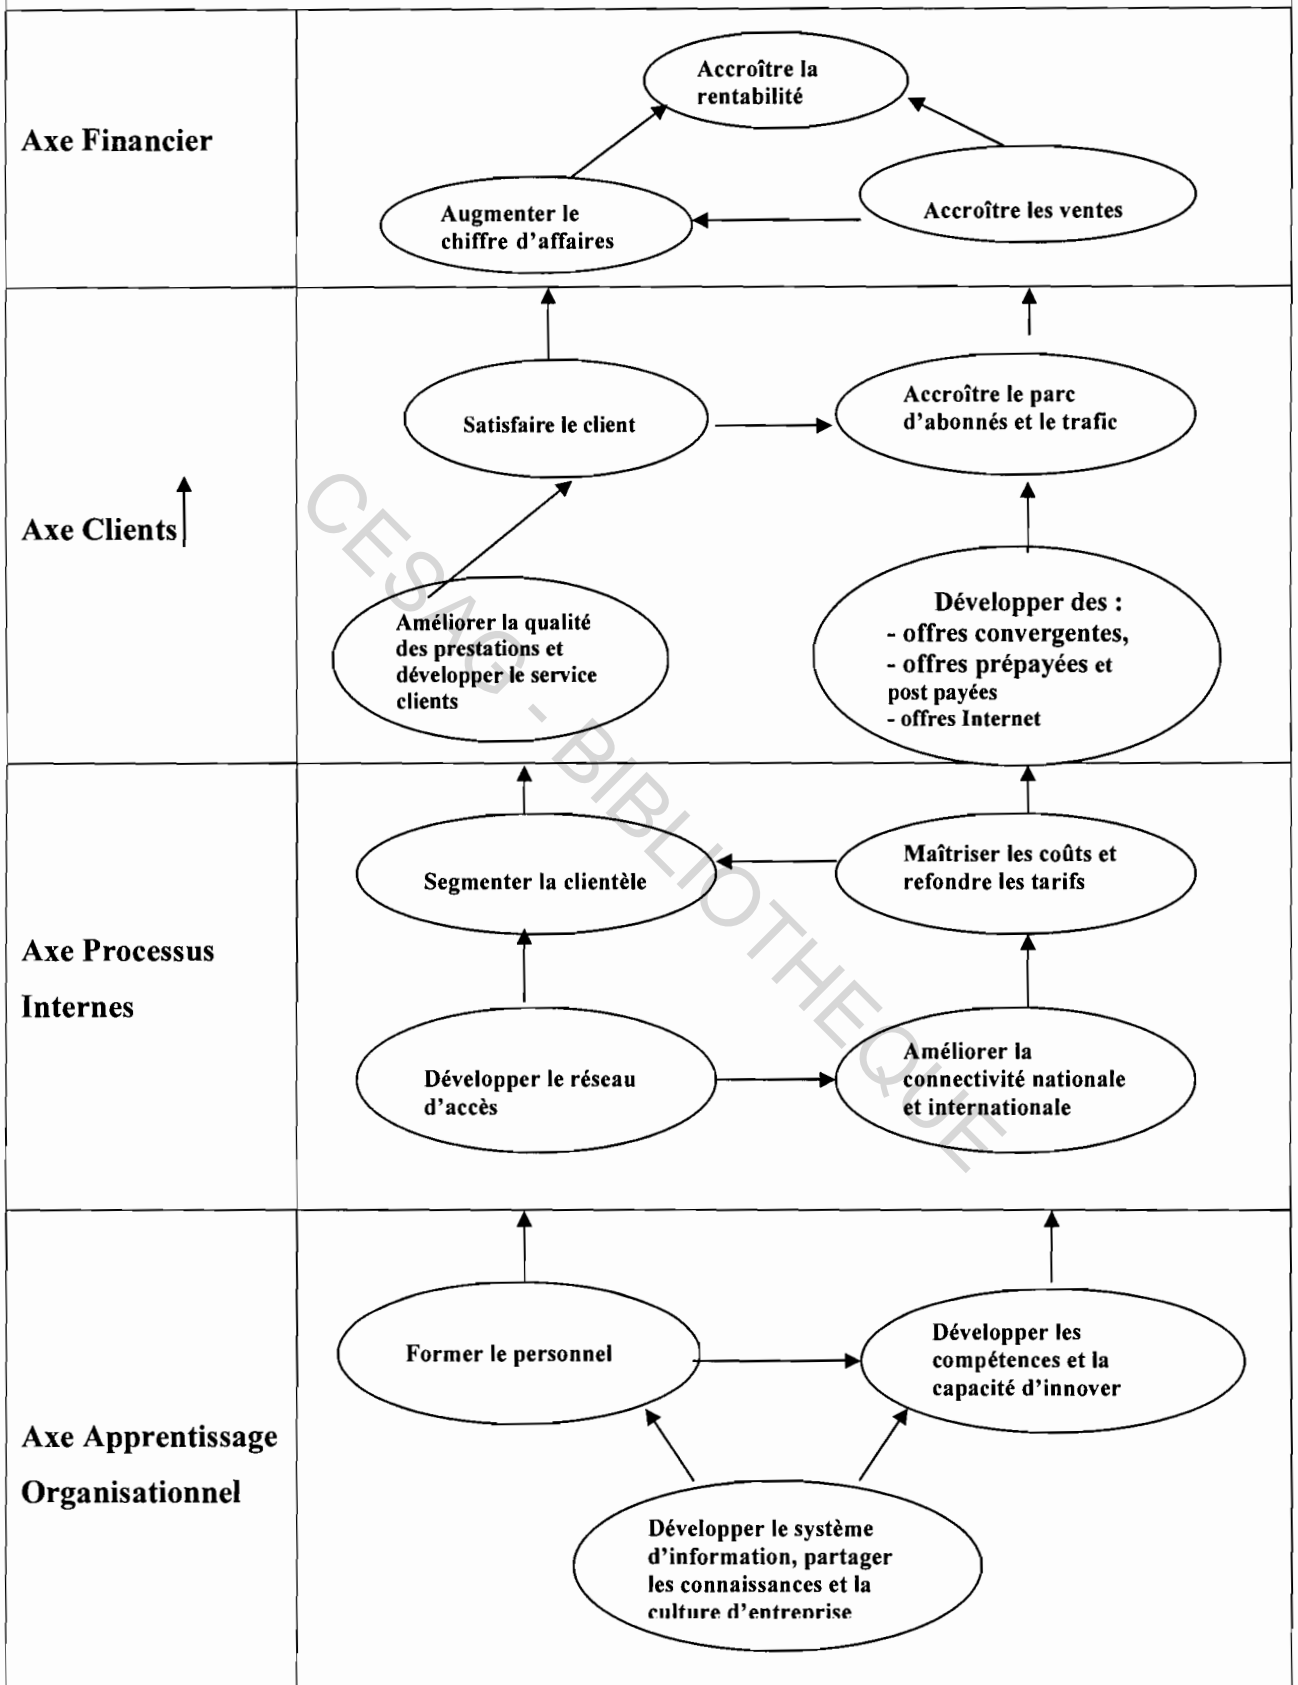 Axe Financier
Accroître la
rentabilité
Augmenter le
chiffre d'affaires
Accroître les ventes
Axe Clients
Satisfaire le client
Accroître le parc
d'abonnés et le trafic
Améliorer la qualité
des prestations et
développer le service
clients
Développer des :
- offres convergentes,
- offres prépayées et
post payées
- offres Internet
Axe Processus
Internes
Segmenter la clientèle
Maîtriser les coûts et
refondre les tarifs
Développer le réseau
d'accès
Améliorer la
connectivité nationale
et internationale
Axe Apprentissage
Organisationnel
Former le personnel
Développer les
compétences et la
capacité d'innover
Développer le système
d'information, partager
les connaissances et la
culture d'entreprise
CESAG - BIBLIOTHEQUE